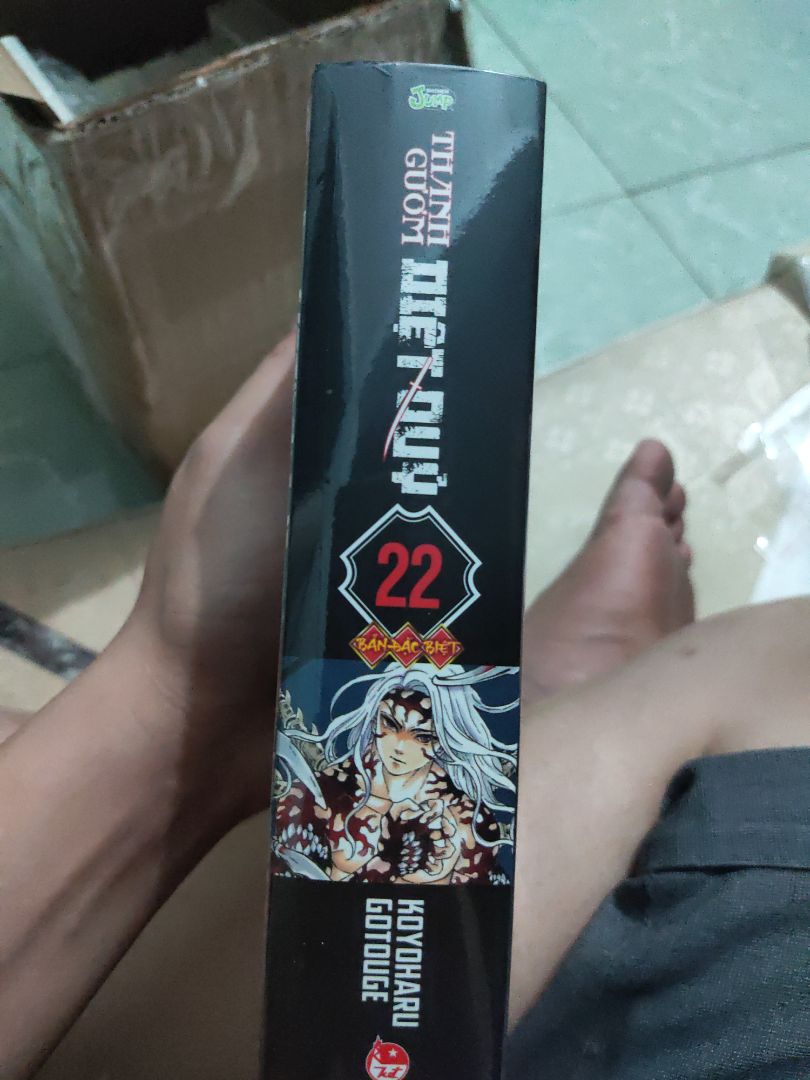 JUMP
THANH
GƯƠM
DIỆT QUỶ
22
BẢN ĐẶC BIỆT
KOYOHARU
GOTOUGE